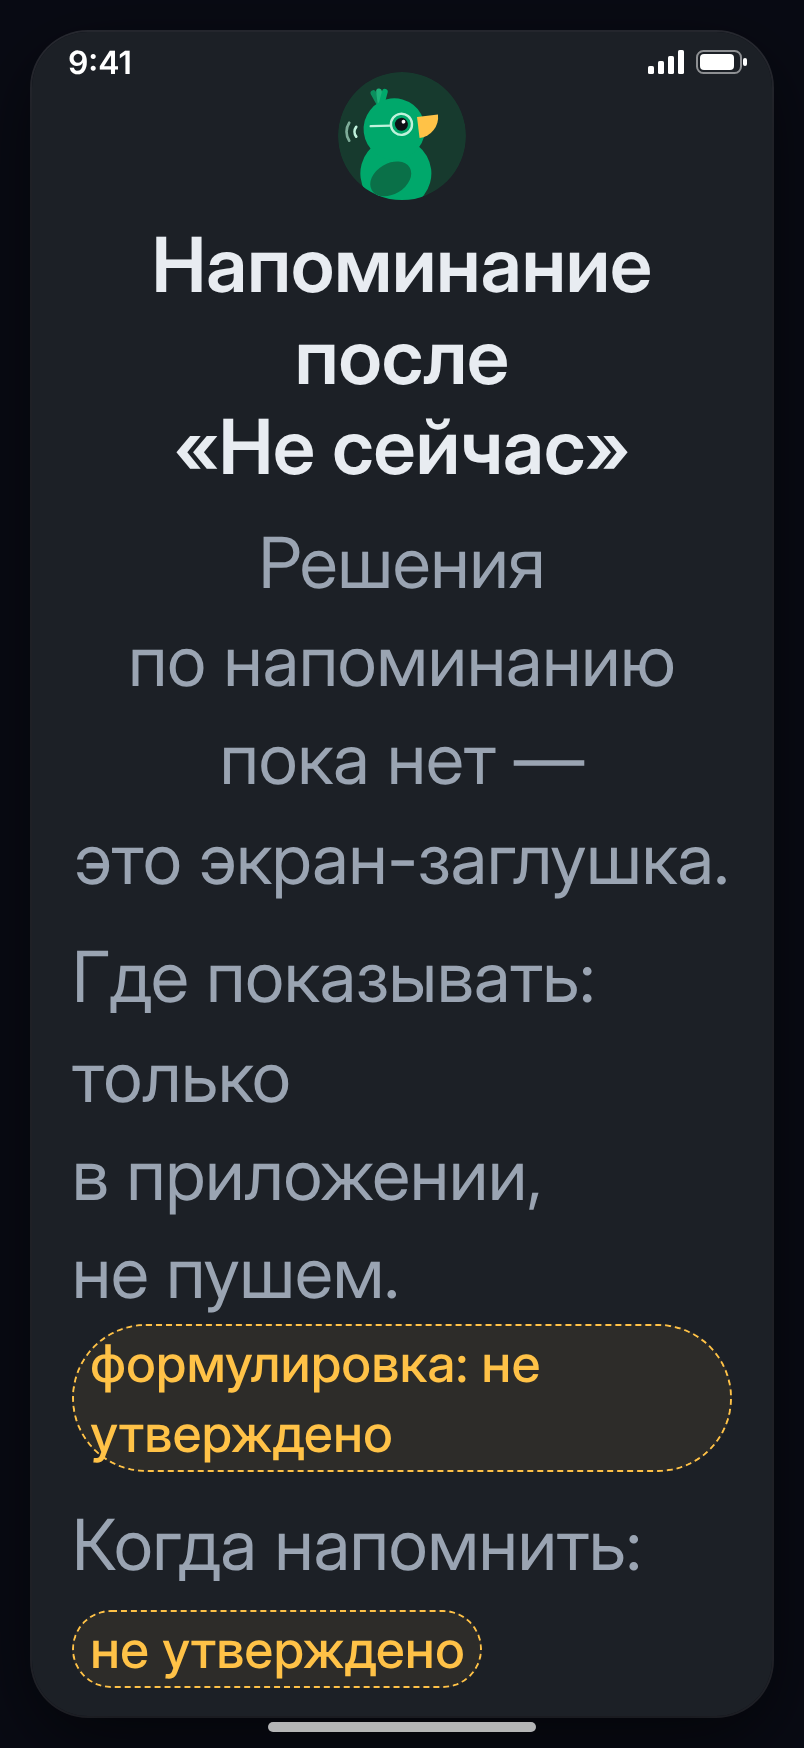 9:41
Напоминание
после
«Не сейчас»
Решения
по напоминанию
пока нет —
это экран-заглушка.
Где показывать:
только
в приложении,
не пушем.
формулировка: не
утверждено
Когда напомнить:
не утверждено